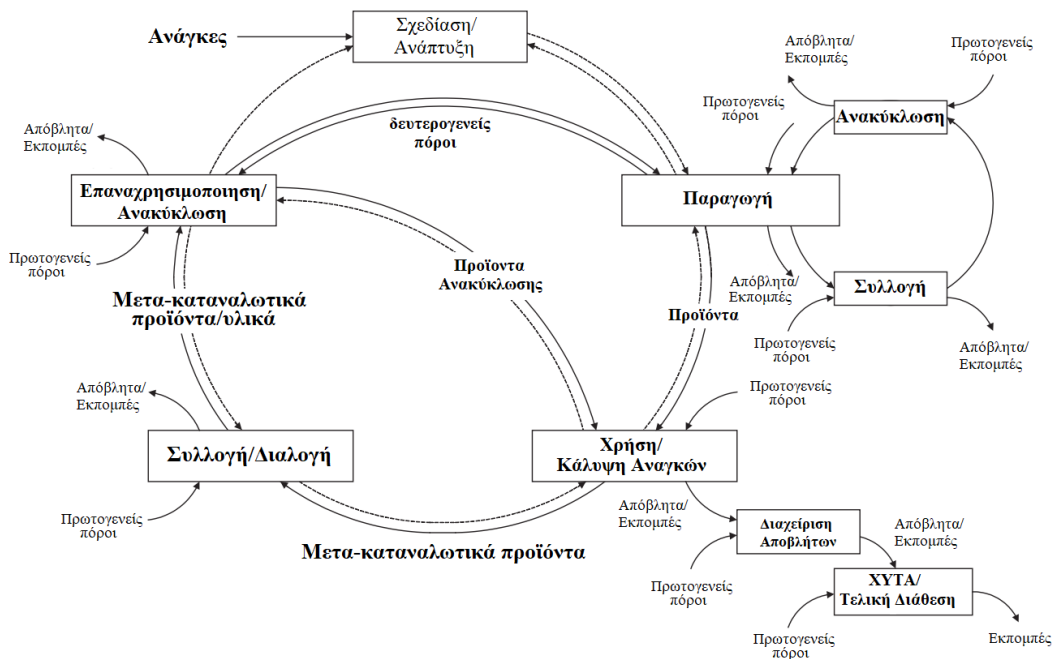 Ανάγκες
Σχεδίαση/
Ανάπτυξη
Απόβλητα/
Εκπομπές
Πρωτογενείς
πόροι
Πρωτογενείς
πόροι
Ανακύκλωση
δευτερογενείς
πόροι
Απόβλητα/
Εκπομπές
Επαναχρησιμοποιηση/
Ανακύκλωση
Παραγωγή
Πρωτογενείς
πόροι
Προϊοντα
Ανακύκλωσης
Απόβλητα/
Εκπομπές
Συλλογή
Μετα-καταναλωτικά
προϊόντα/υλικά
Προϊόντα
Πρωτογενείς
πόροι
Απόβλητα/
Εκπομπές
Απόβλητα/
Εκπομπές
Πρωτογενείς
πόροι
Συλλογή/Διαλογή
Χρήση/
Κάλυψη Αναγκών
Πρωτογενείς
πόροι
Μετα-καταναλωτικά προϊόντα
Απόβλητα/
Εκπομπές
Διαχείριση
Αποβλήτων
Απόβλητα/
Εκπομπές
Πρωτογενείς
πόροι
ΧΥΤΑ/
Τελική Διάθεση
Πρωτογενείς
πόροι
Εκπομπές